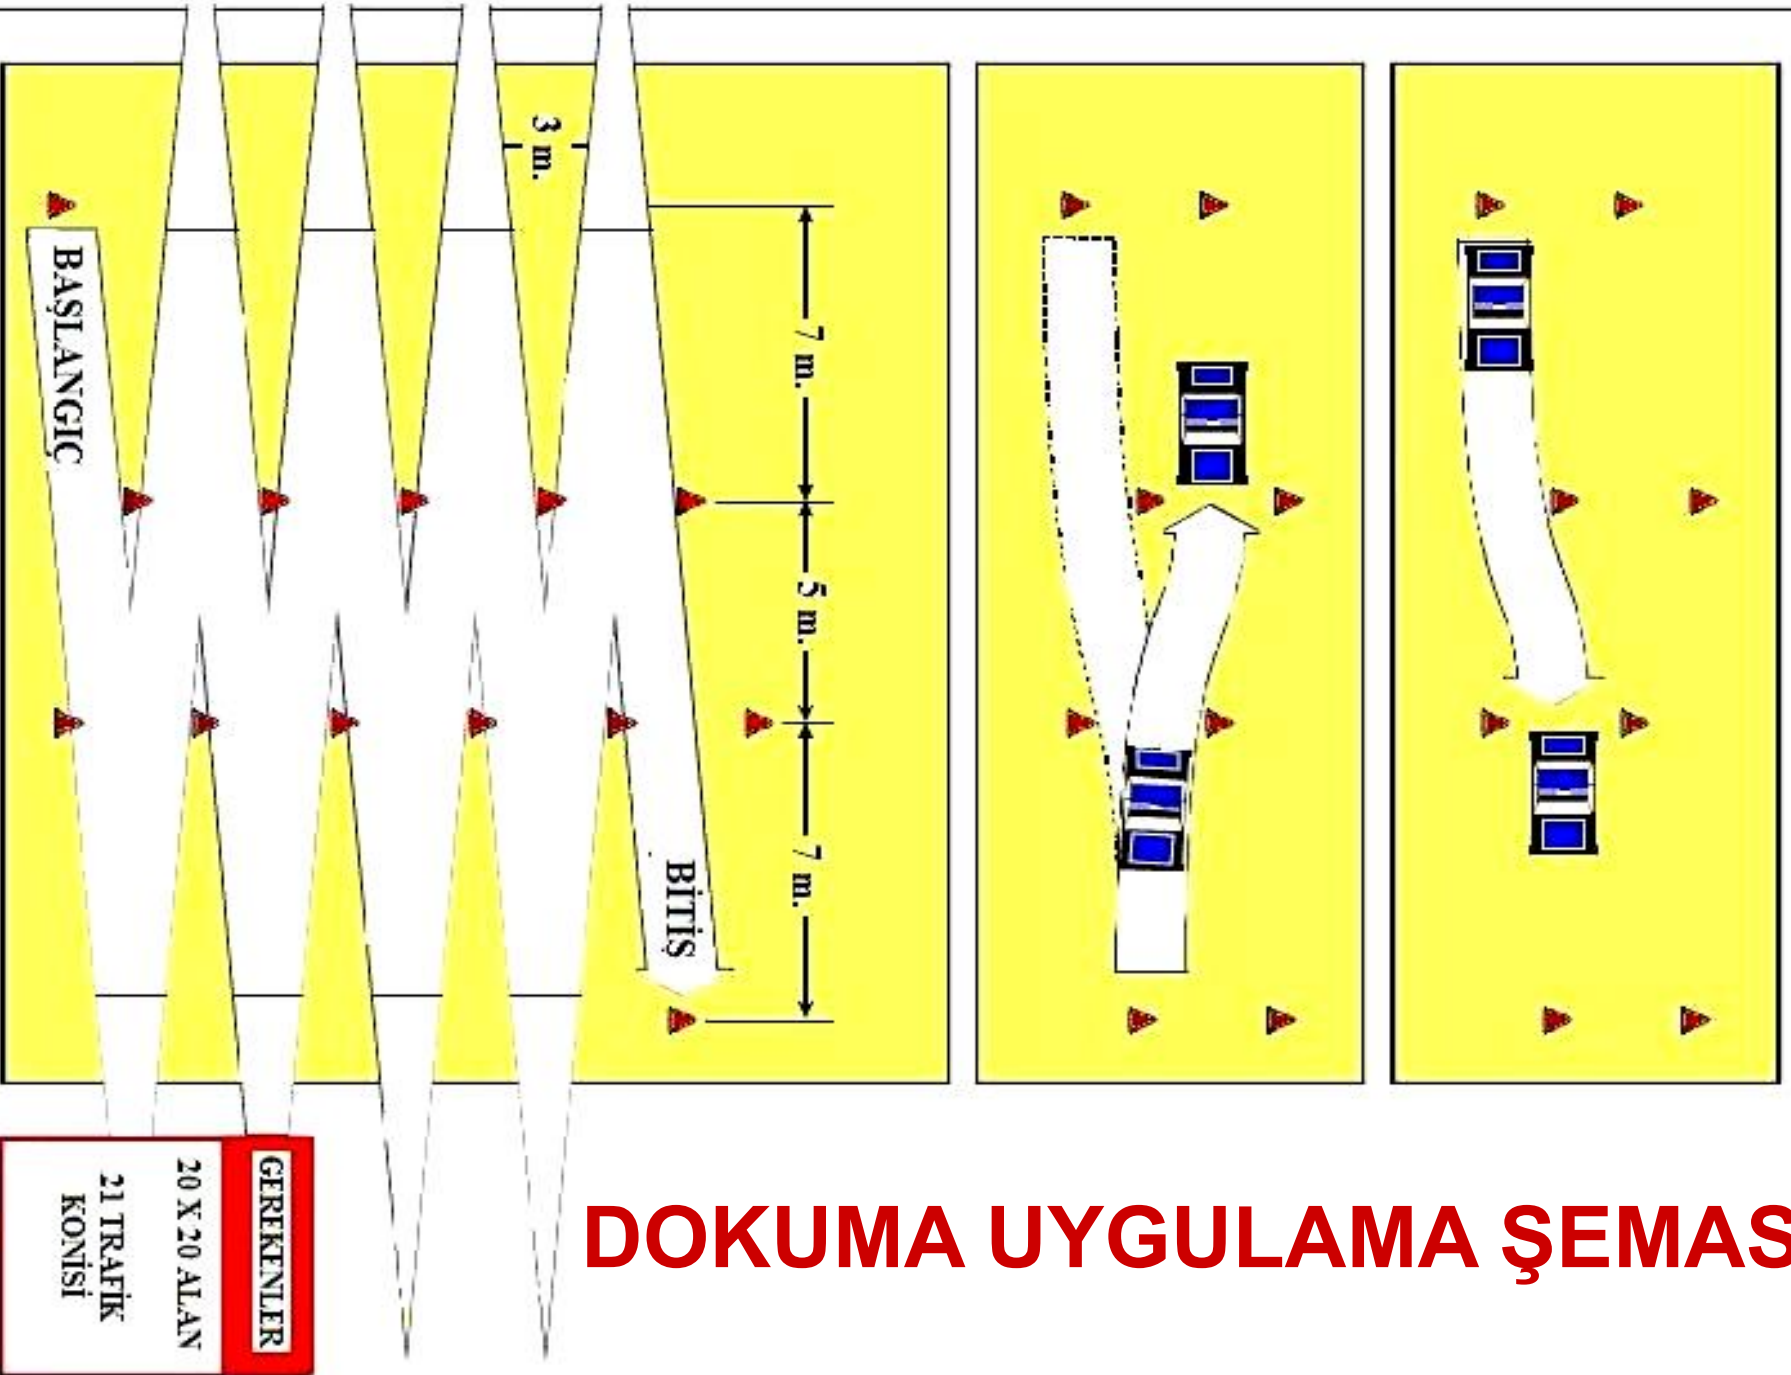 3 m.
7 m.
5 m.
7 m.
BAŞLANGIÇ
BİTİŞ
GEREKENLER
20 X 20 ALAN
21 TRAFİK
KONİSİ
DOKUMA UYGULAMA ŞEMAS